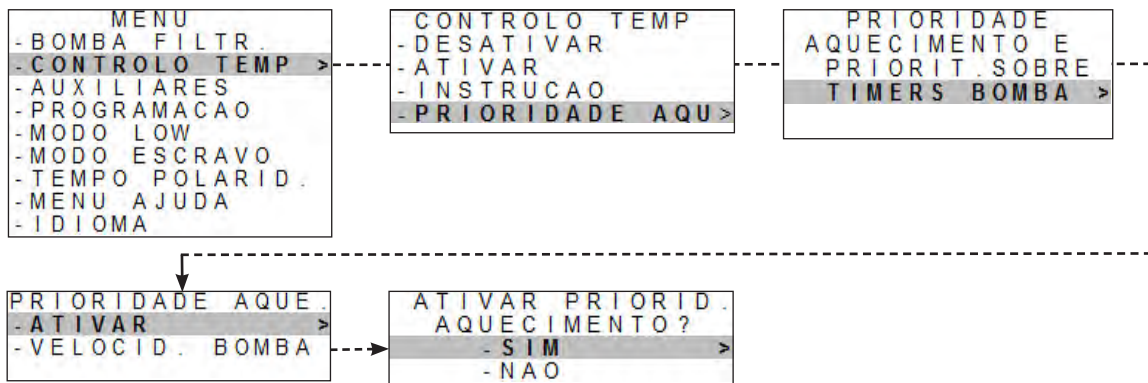 MENU
-BOMBA FILTR.
-CONTROLO TEMP >
-AUXILIARES
-PROGRAMACAO
-MODO LOW
-MODO ESCRAVO
-TEMPO POLARID.
-MENU AJUDA
-IDIOMA
CONTROLO TEMP
-DESATIVAR
-ATIVAR
-INSTRUCAO
-PRIORIDADE AQU>
PRIORIDADE
AQUECIMENTO E
PRIORIT.SOBRE
TIMERS BOMBA >
PRIORIDADE AQUE.
-ATIVAR >
-VELOCID. BOMBA
ATIVAR PRIORID.
AQUECIMENTO?
-SIM >
-NAO